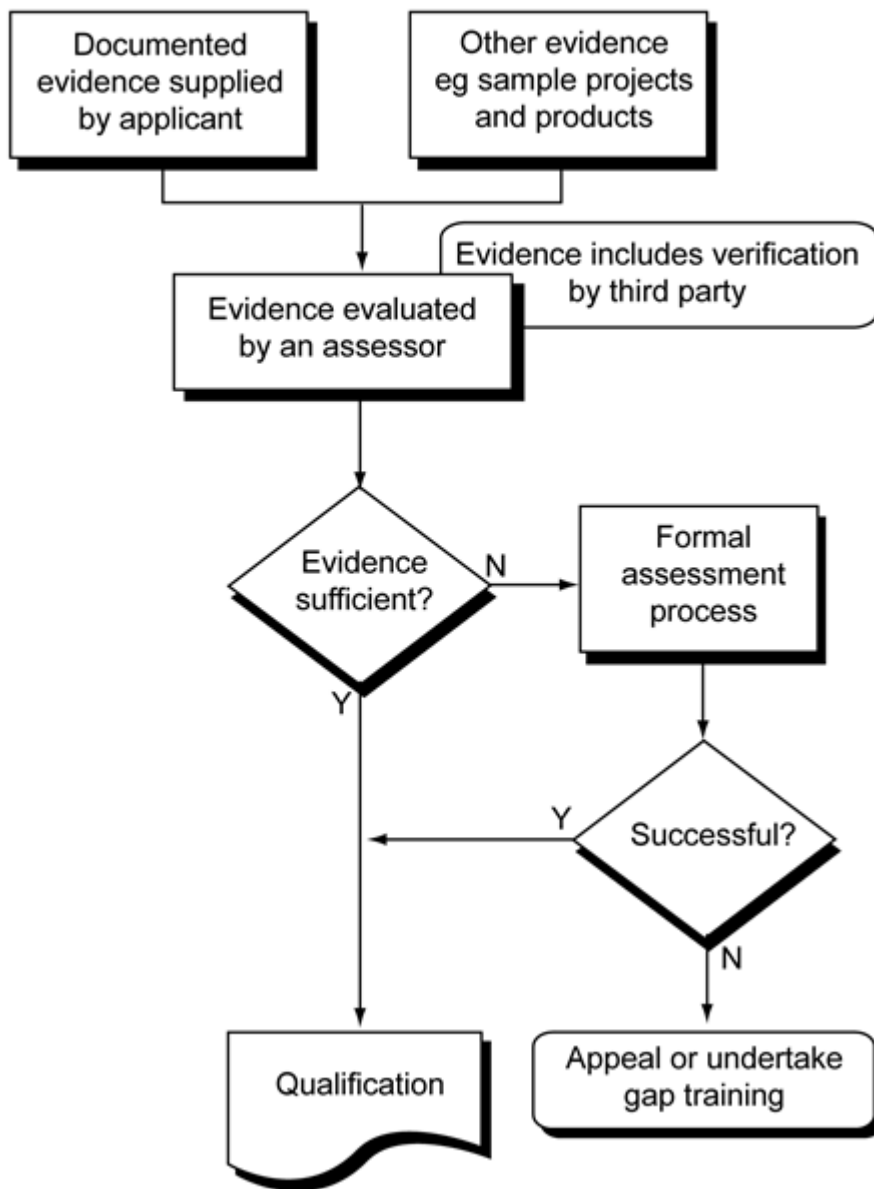 Documented
evidence supplied
by applicant
Other evidence
eg sample projects
and products
Evidence includes verification
by third party
Evidence evaluated
by an assessor
Evidence
sufficient?
N
Y
Formal
assessment
process
Successful?
Y
N
Qualification
Appeal or undertake
gap training